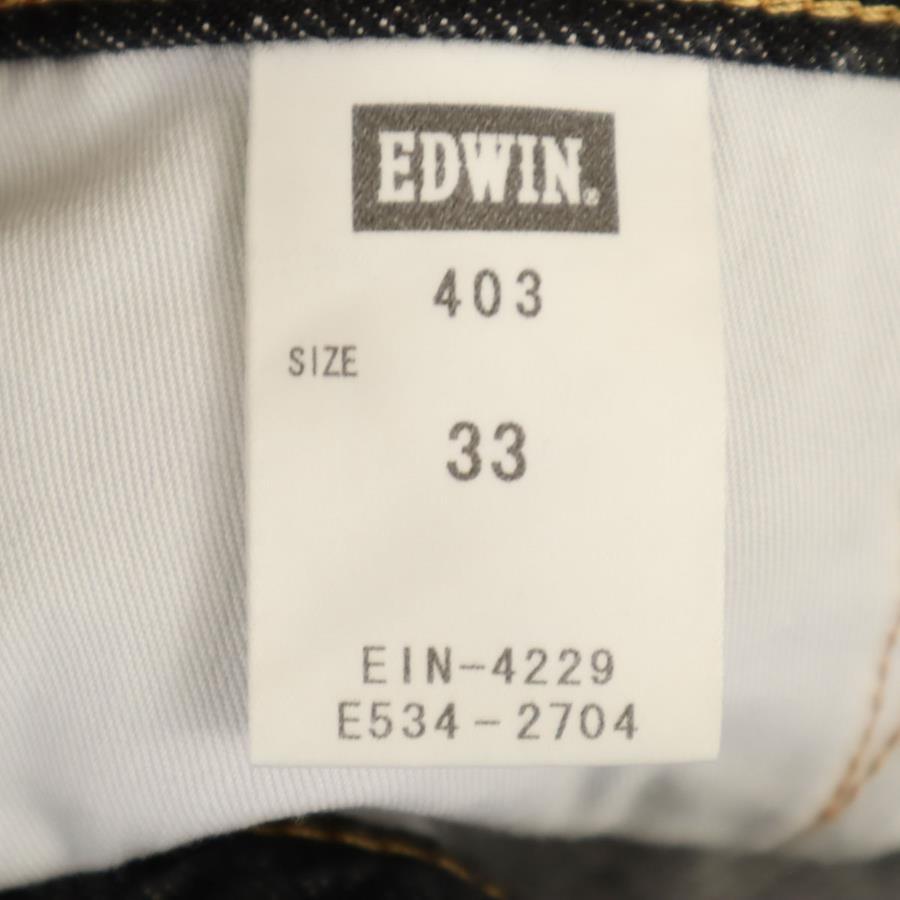 EDWIN®
403
SIZE
33
EIN-4229
E534-2704